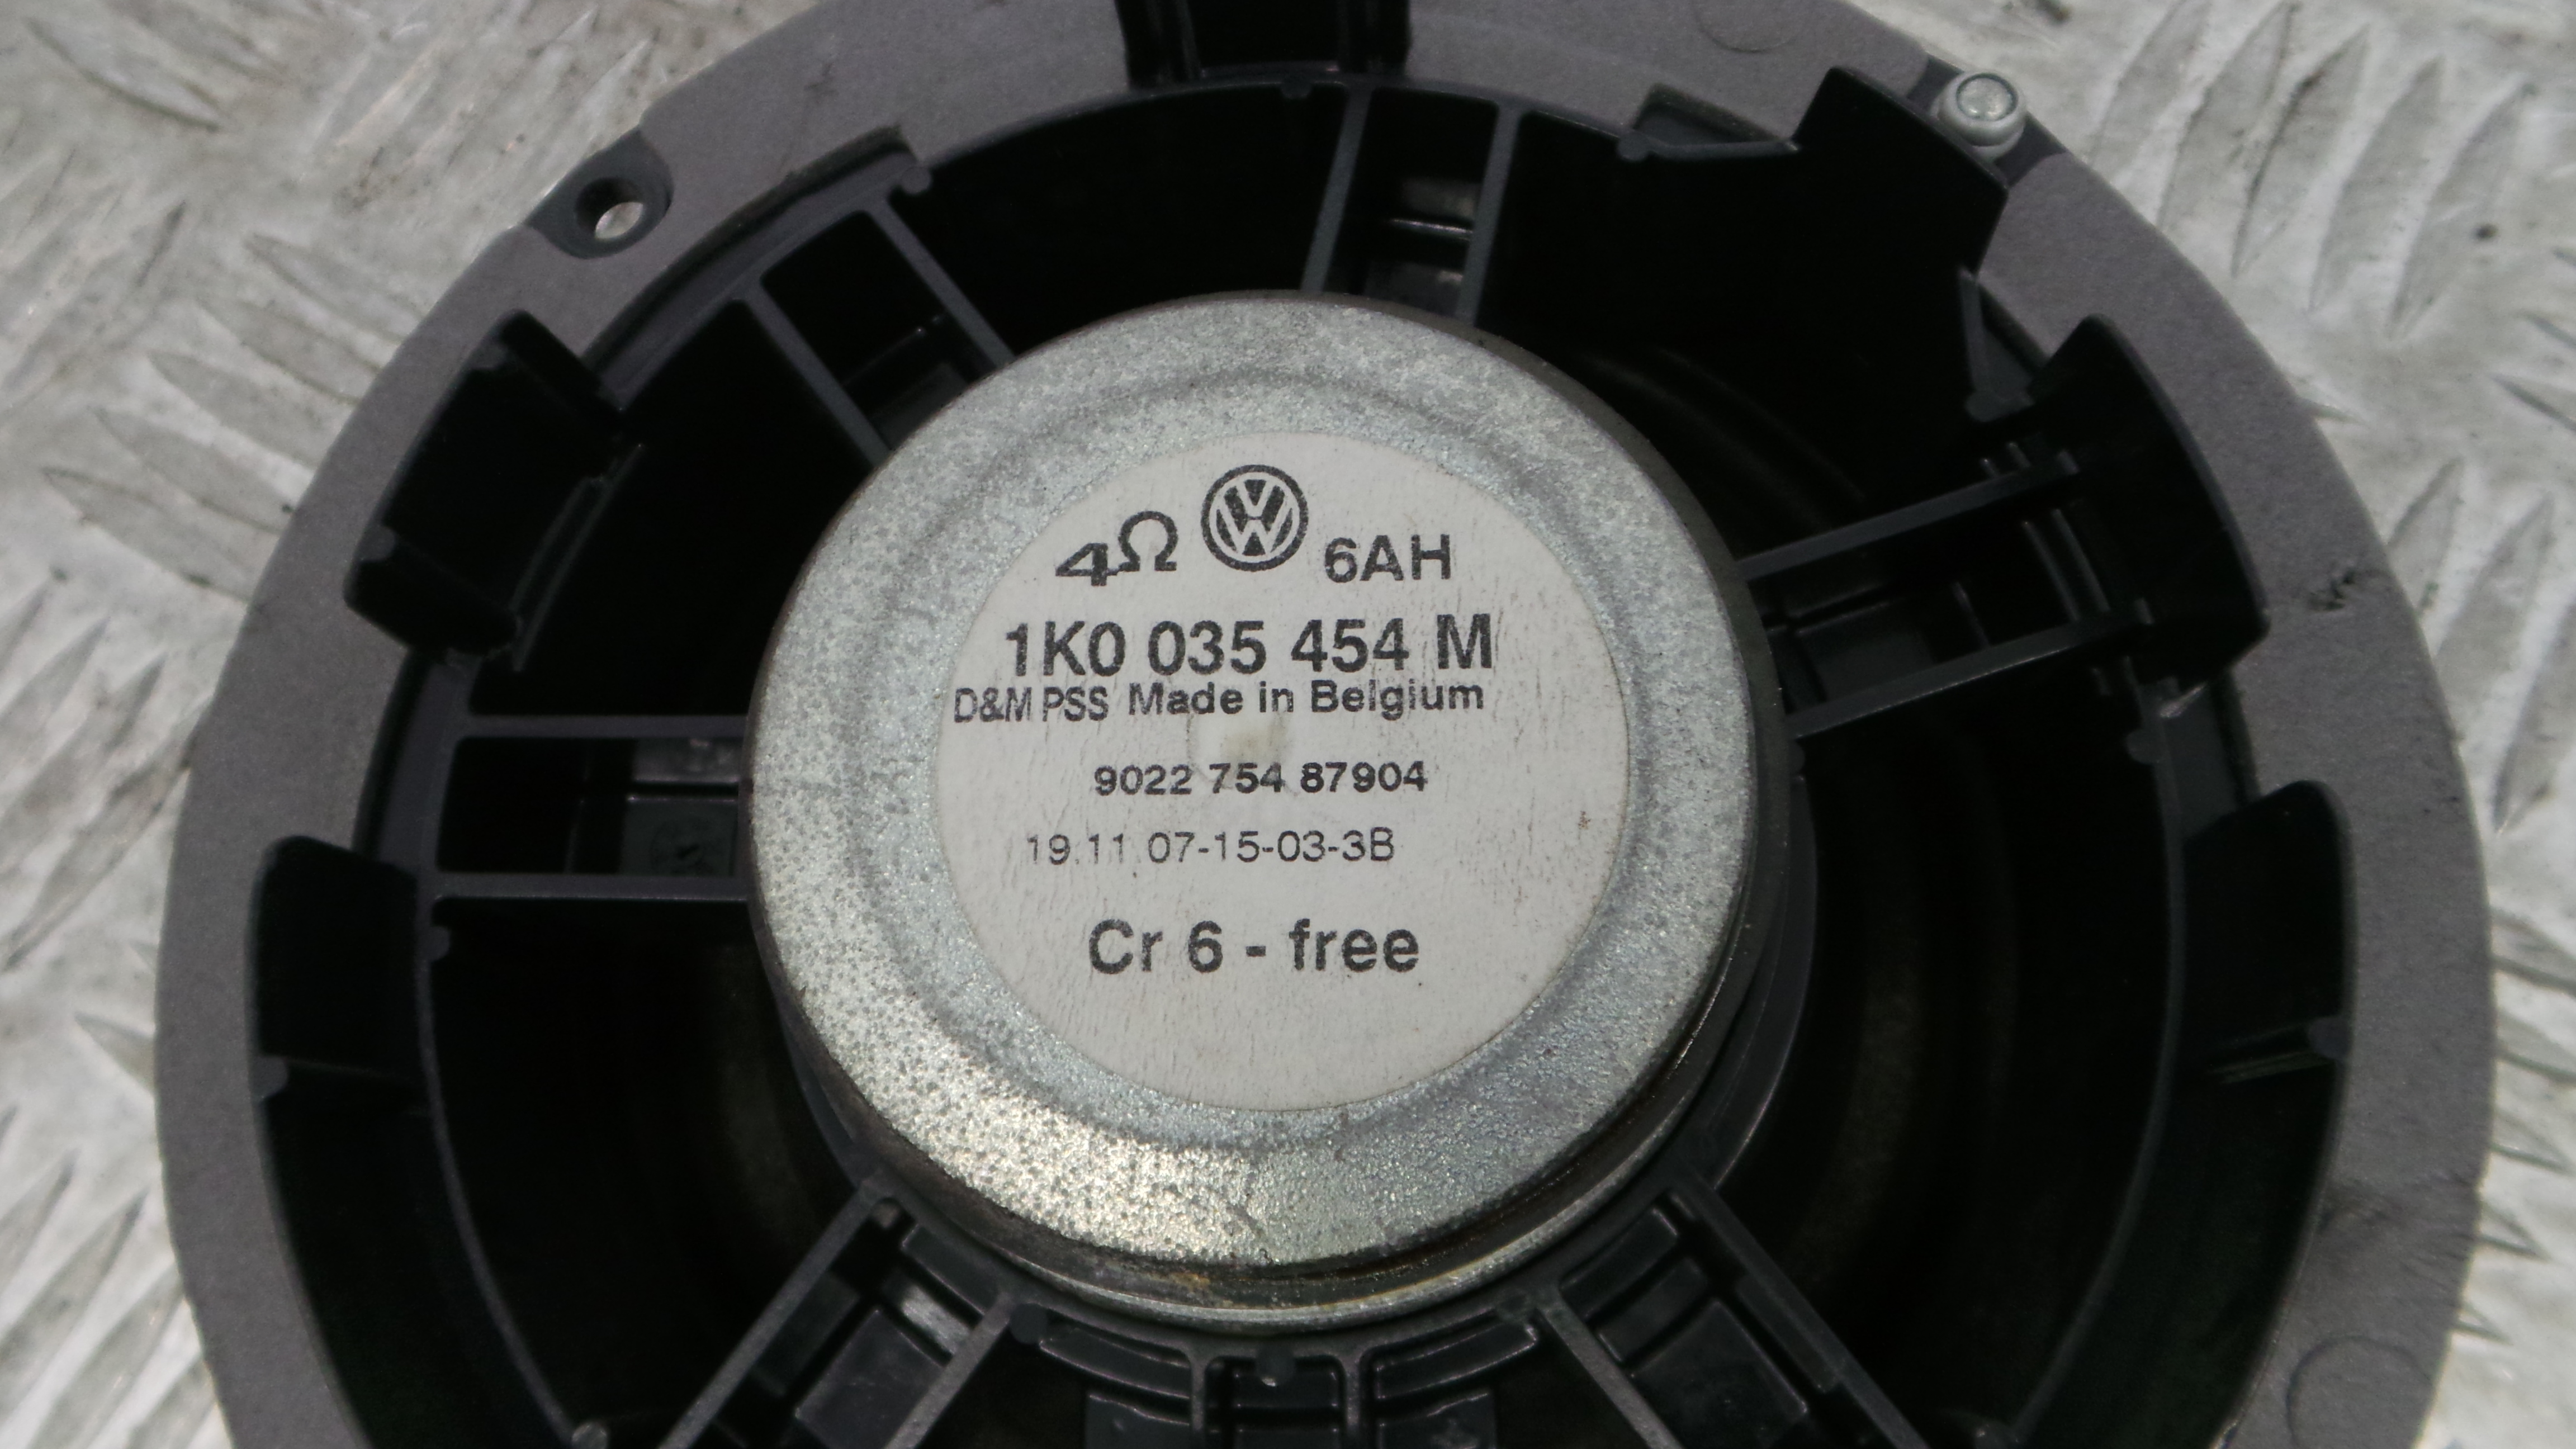 4Ω VW 6AH
1K0 035 454 M
D&M PSS Made in Belgium
9022 754 87904
19.11.07-15-03-3B
Cr 6 - free